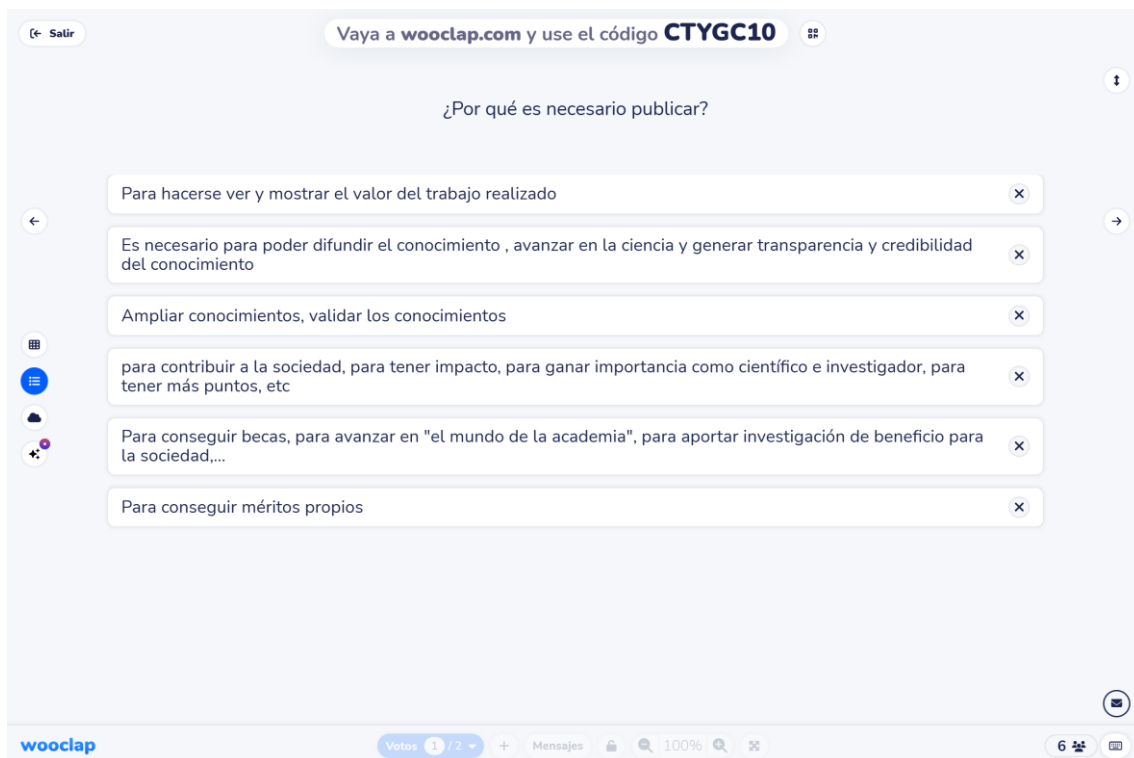 Salir
Vaya a wooclap.com y use el código CTYGC10
¿Por qué es necesario publicar?
Para hacerse ver y mostrar el valor del trabajo realizado
Es necesario para poder difundir el conocimiento , avanzar en la ciencia y generar transparencia y credibilidad
del conocimiento
Ampliar conocimientos, validar los conocimientos
para contribuir a la sociedad, para tener impacto, para ganar importancia como científico e investigador, para
tener más puntos, etc
Para conseguir becas, para avanzar en "el mundo de la academia", para aportar investigación de beneficio para
la sociedad,...
Para conseguir méritos propios
wooclap
Votos 1 / 2
+
Mensajes
100%
6